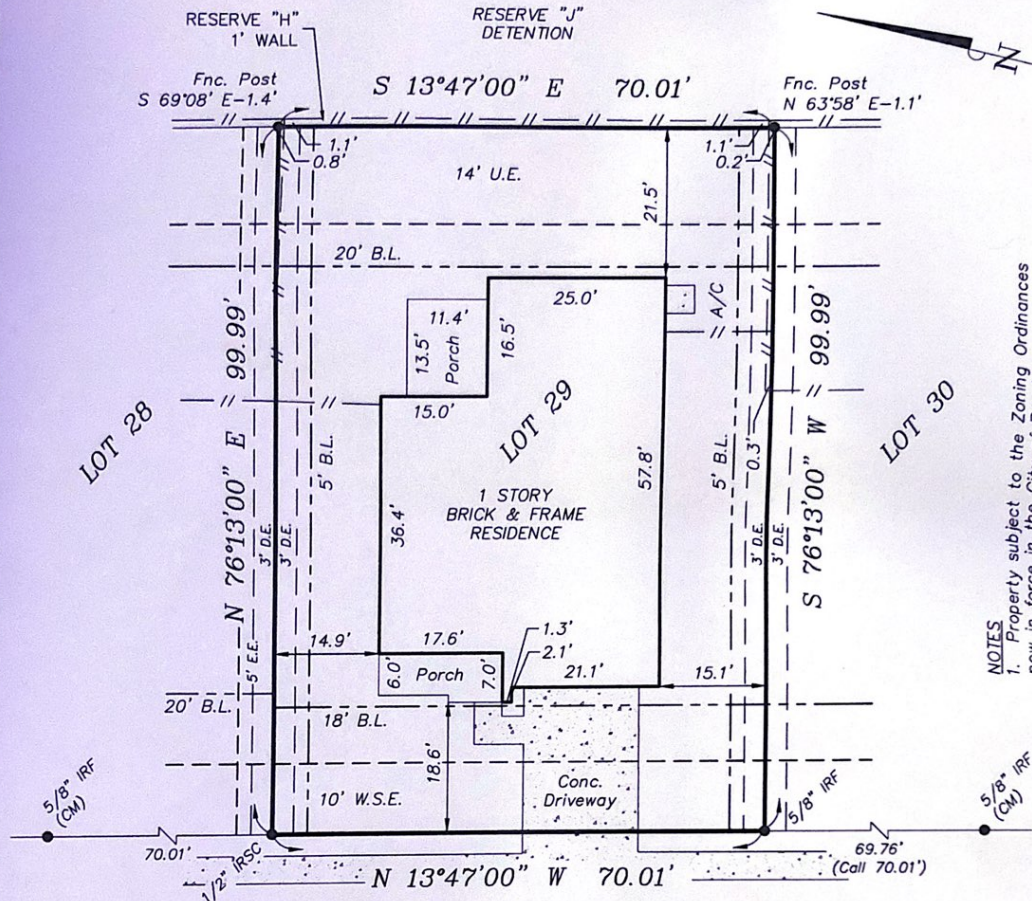 RESERVE "H"
1' WALL
RESERVE "J"
DETENTION
N
Fnc. Post
S 69°08' E-1.4'
S 13°47'00" E 70.01'
Fnc. Post
N 63°58' E-1.1'
1.1'
0.8'
1.1'
0.2'
14' U.E.
21.5'
20' B.L.
25.0'
A/C
11.4'
13.5'
Porch
16.5'
15.0'
N 76°13'00" E 99.99'
S 76°13'00" W 99.99'
LOT 28
LOT 29
LOT 30
5' B.L.
5' B.L.
0.3'
57.8'
36.4'
1 STORY
BRICK & FRAME
RESIDENCE
3' D.E.
3' D.E.
3' D.E.
3' D.E.
5' E.E.
14.9'
17.6'
1.3'
2.1'
6.0'
Porch
7.0'
21.1'
15.1'
20' B.L.
18' B.L.
18.6'
10' W.S.E.
Conc.
Driveway
5/8" IRF
(CM)
5/8" IRF
5/8" IRF
(CM)
70.01'
1/2" IRSC
N 13°47'00" W 70.01'
69.76'
(Call 70.01')
NOTES
1. Property subject to the Zoning Ordinances
now in force in the City of